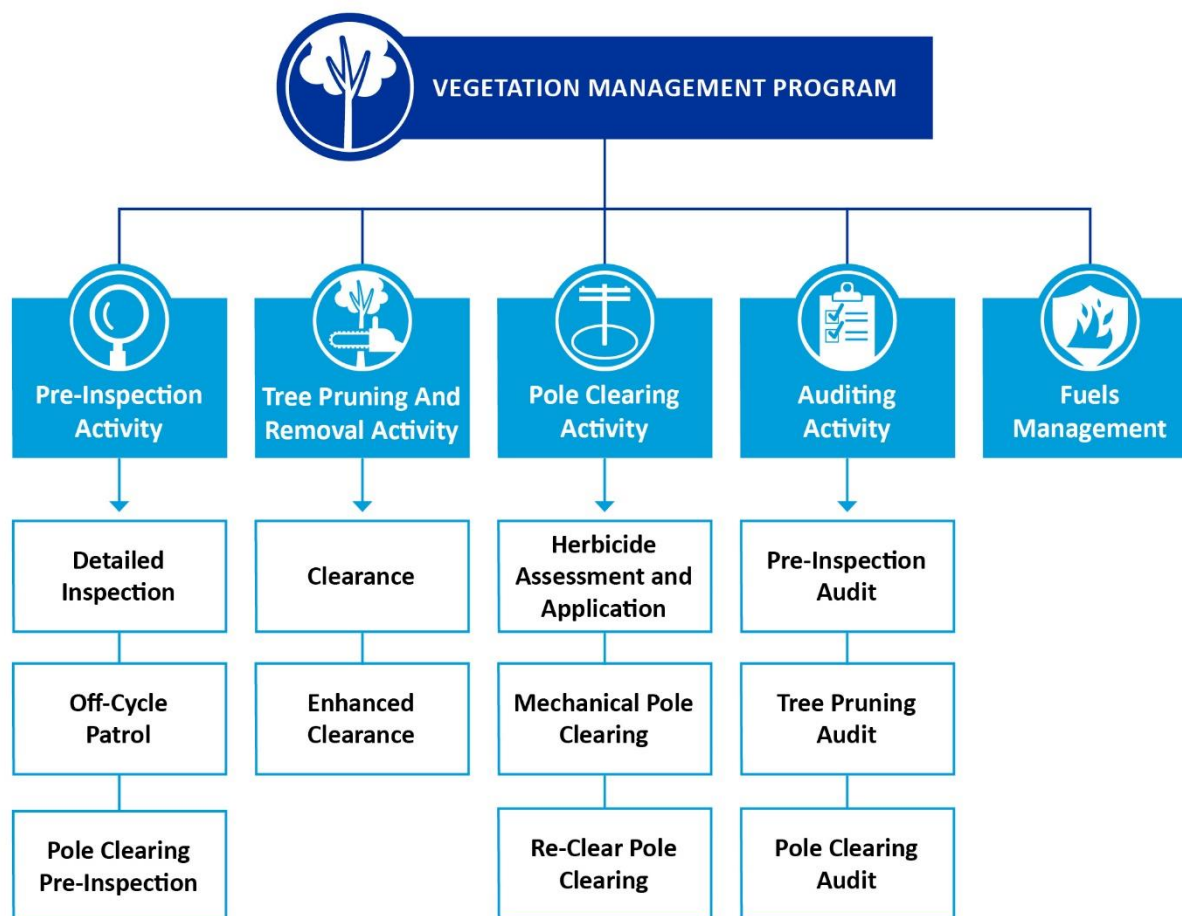 VEGETATION MANAGEMENT PROGRAM
Pre-Inspection
Activity
Detailed
Inspection
Off-Cycle
Patrol
Pole Clearing
Pre-Inspection
Tree Pruning And
Removal Activity
Clearance
Enhanced
Clearance
Pole Clearing
Activity
Herbicide
Assessment and
Application
Mechanical Pole
Clearing
Re-Clear Pole
Clearing
Auditing
Activity
Pre-Inspection
Audit
Tree Pruning
Audit
Pole Clearing
Audit
Fuels
Management